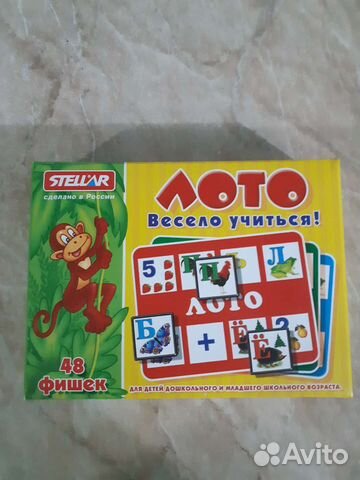 STELLAR
сделано в России
ЛОТО
Весело учиться!
5 П Л
ЛОТО
Б + Ё 2
Ё
48
фишек
ДЛЯ ДЕТЕЙ ДОШКОЛЬНОГО И МЛАДШЕГО ШКОЛЬНОГО ВОЗРАСТА.
Avito